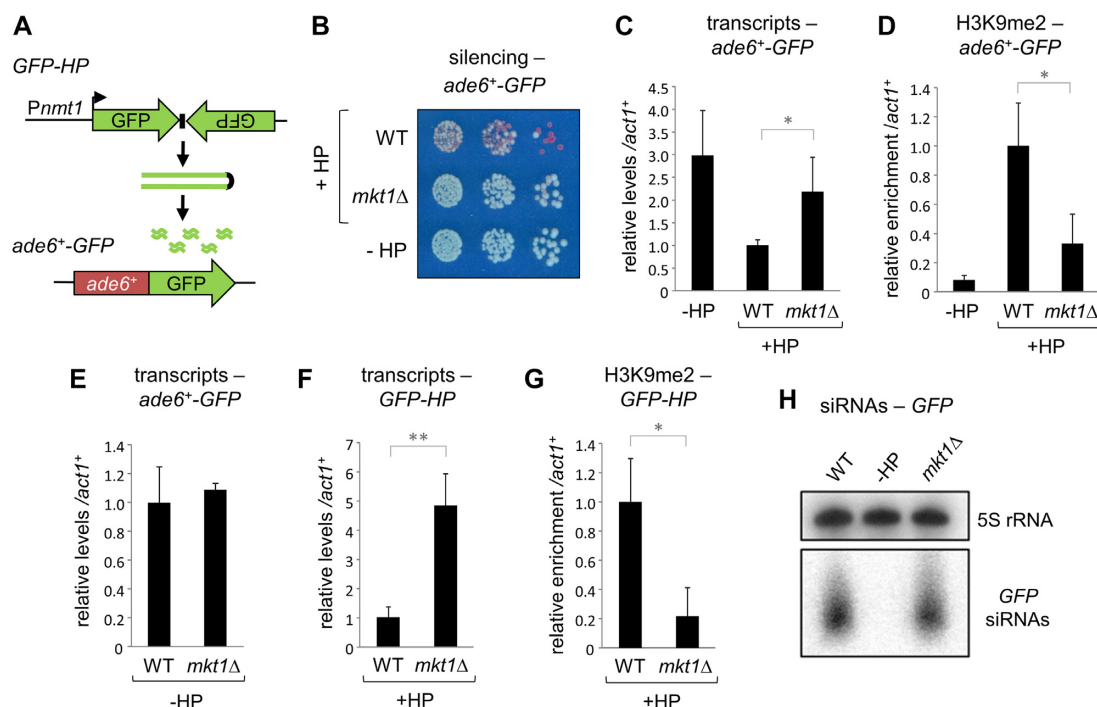 A
GFP-HP
Pnmt1
GFP
GFP
ade6+-GFP
ade6+
GFP
B
silencing –
ade6+-GFP
+ HP
WT
mkt1Δ
- HP
C
transcripts –
ade6+-GFP
relative levels /act1+
5.0
4.5
4.0
3.5
3.0
2.5
2.0
1.5
1.0
0.5
0.0
*
-HP
WT
mkt1Δ
+HP
D
H3K9me2 –
ade6+-GFP
relative enrichment /act1+
1.4
1.2
1.0
0.8
0.6
0.4
0.2
0
*
-HP
WT
mkt1Δ
+HP
E
transcripts –
ade6+-GFP
relative levels /act1+
1.4
1.2
1.0
0.8
0.6
0.4
0.2
0
WT
mkt1Δ
-HP
F
transcripts –
GFP-HP
relative levels /act1+
7
6
5
4
3
2
1
0
**
WT
mkt1Δ
+HP
G
H3K9me2 –
GFP-HP
relative enrichment /act1+
1.4
1.2
1.0
0.8
0.6
0.4
0.2
0
*
WT
mkt1Δ
+HP
H
siRNAs – GFP
WT
-HP
mkt1Δ
5S rRNA
GFP
siRNAs